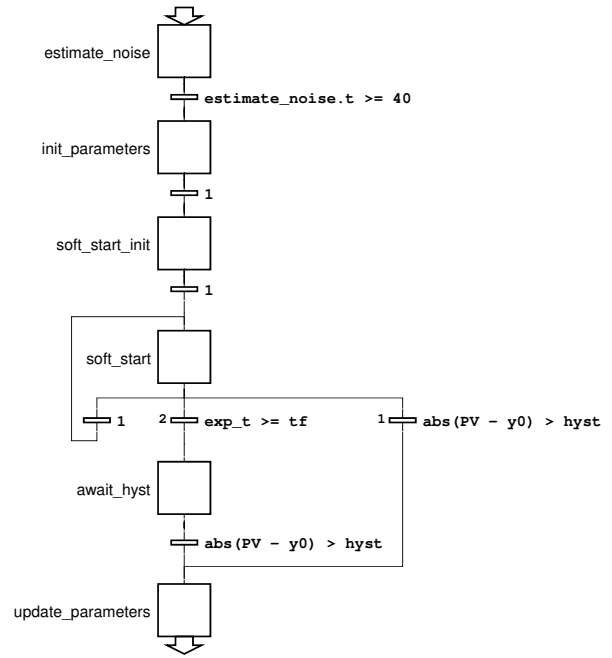 estimate_noise
estimate_noise.t >= 40
init_parameters
1
soft_start_init
1
soft_start
1
2 exp_t >= tf
1 abs(PV − y0) > hyst
await_hyst
abs(PV − y0) > hyst
update_parameters